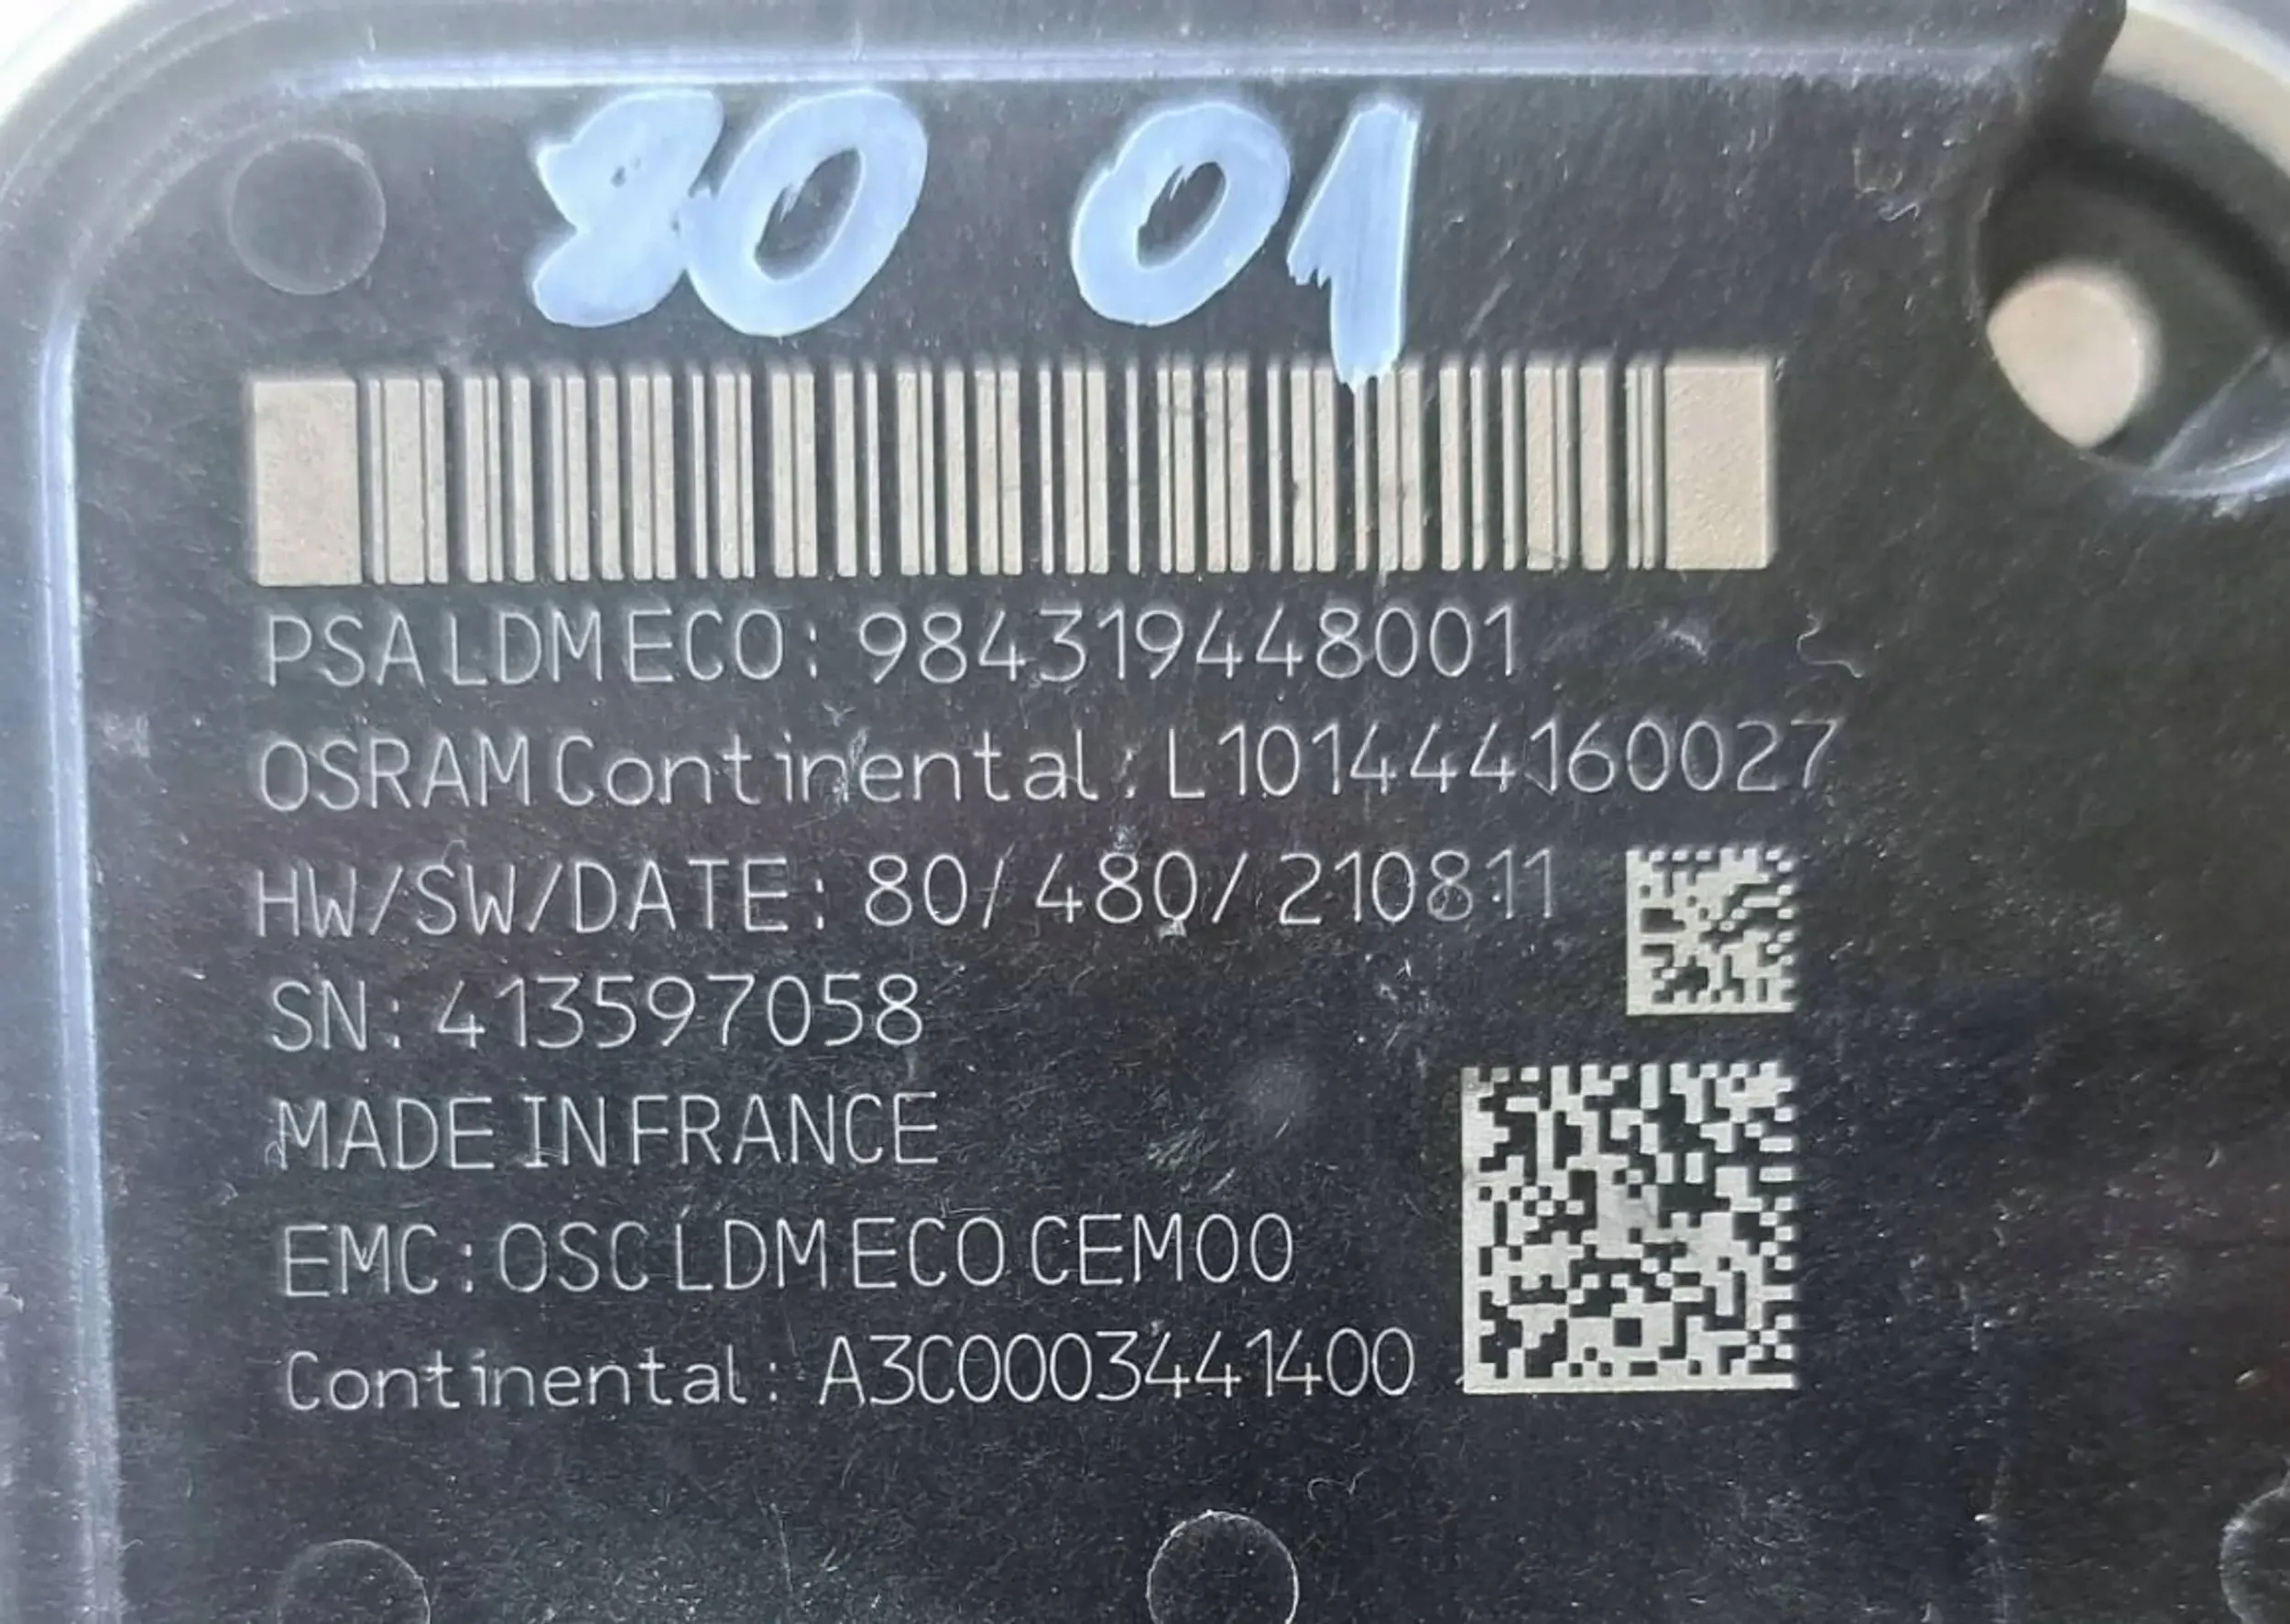 80 01
PSA LDM ECO: 984319448001
OSRAM Continental: L101444160027
HW/SW/DATE: 80/480/210811
SN: 413597058
MADE IN FRANCE
EMC: OSC LDM ECO CEM00
Continental: A3C0003441400